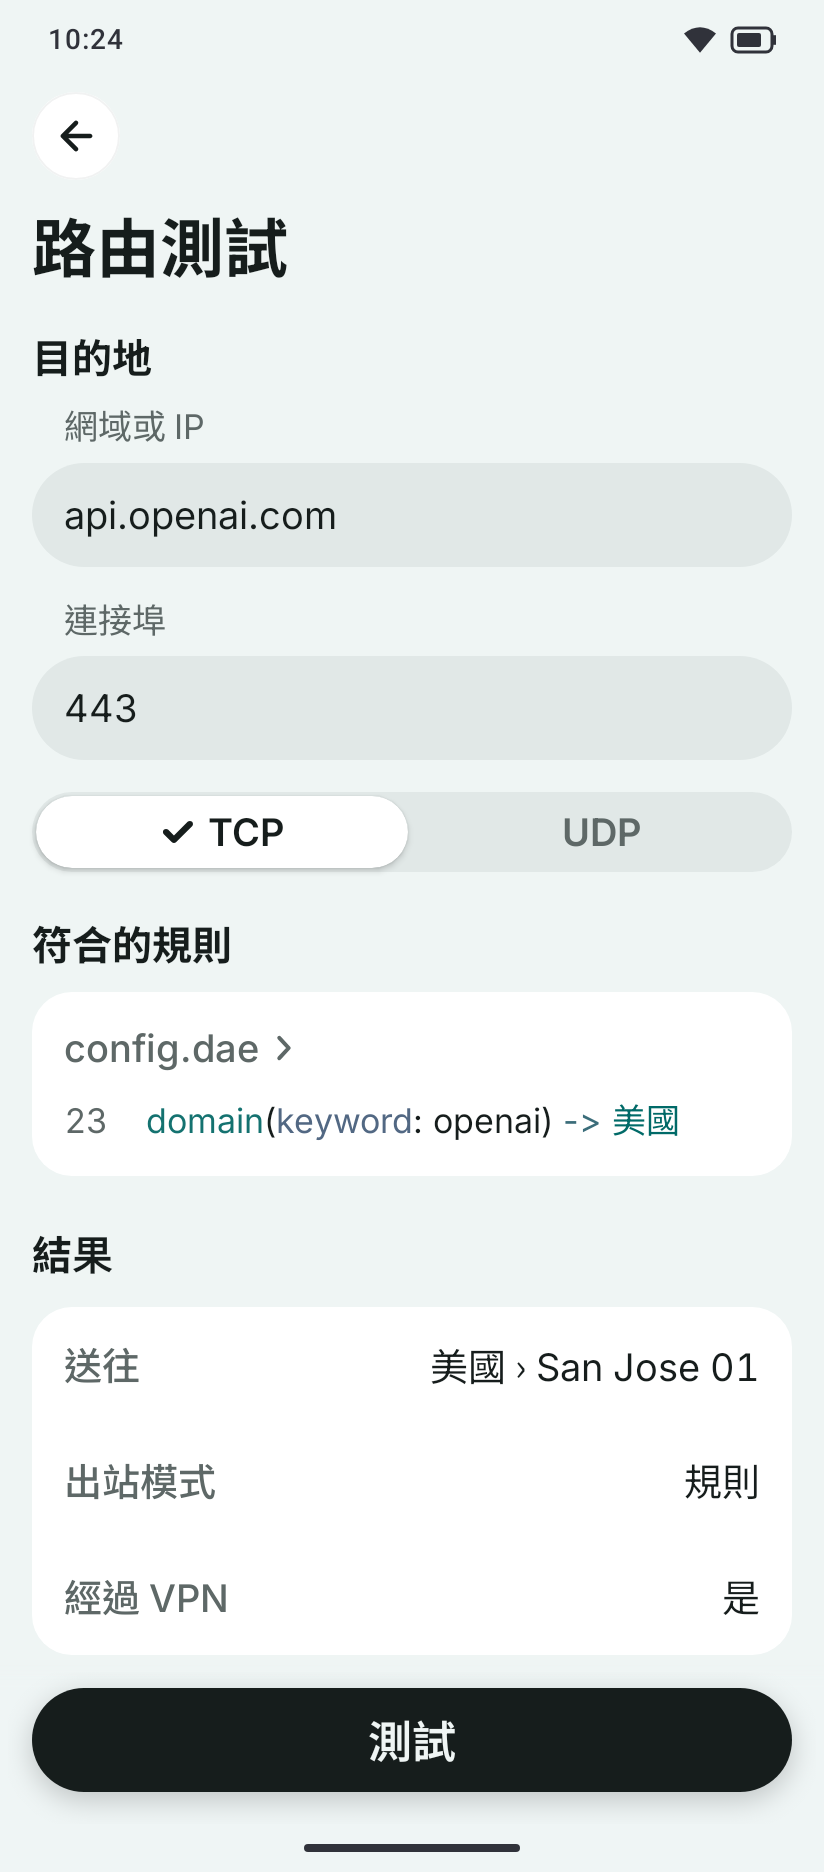 10:24
路由測試
目的地
網域或 IP
api.openai.com
連接埠
443
TCP UDP
符合的規則
config.dae
23 domain(keyword: openai) -> 美國
結果
送往 美國 › San Jose 01
出站模式 規則
經過 VPN 是
測試